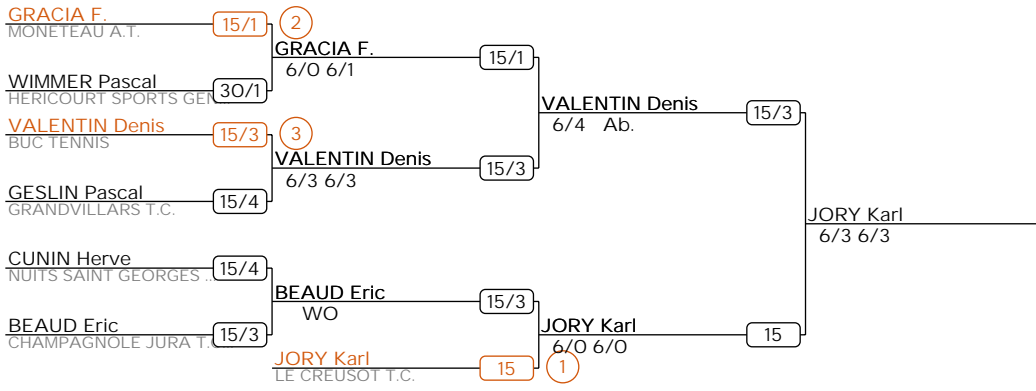 GRACIA F.
MONETEAU A.T.
15/1
2
GRACIA F.
6/0 6/1
15/1
WIMMER Pascal
HERICOURT SPORTS GEN...
30/1
VALENTIN Denis
6/4 Ab.
15/3
VALENTIN Denis
BUC TENNIS
15/3
3
VALENTIN Denis
6/3 6/3
15/3
GESLIN Pascal
GRANDVILLARS T.C.
15/4
JORY Karl
6/3 6/3
CUNIN Herve
NUITS SAINT GEORGES ...
15/4
BEAUD Eric
WO
15/3
BEAUD Eric
CHAMPAGNOLE JURA T.C...
15/3
JORY Karl
6/0 6/0
15
JORY Karl
LE CREUSOT T.C.
15
1